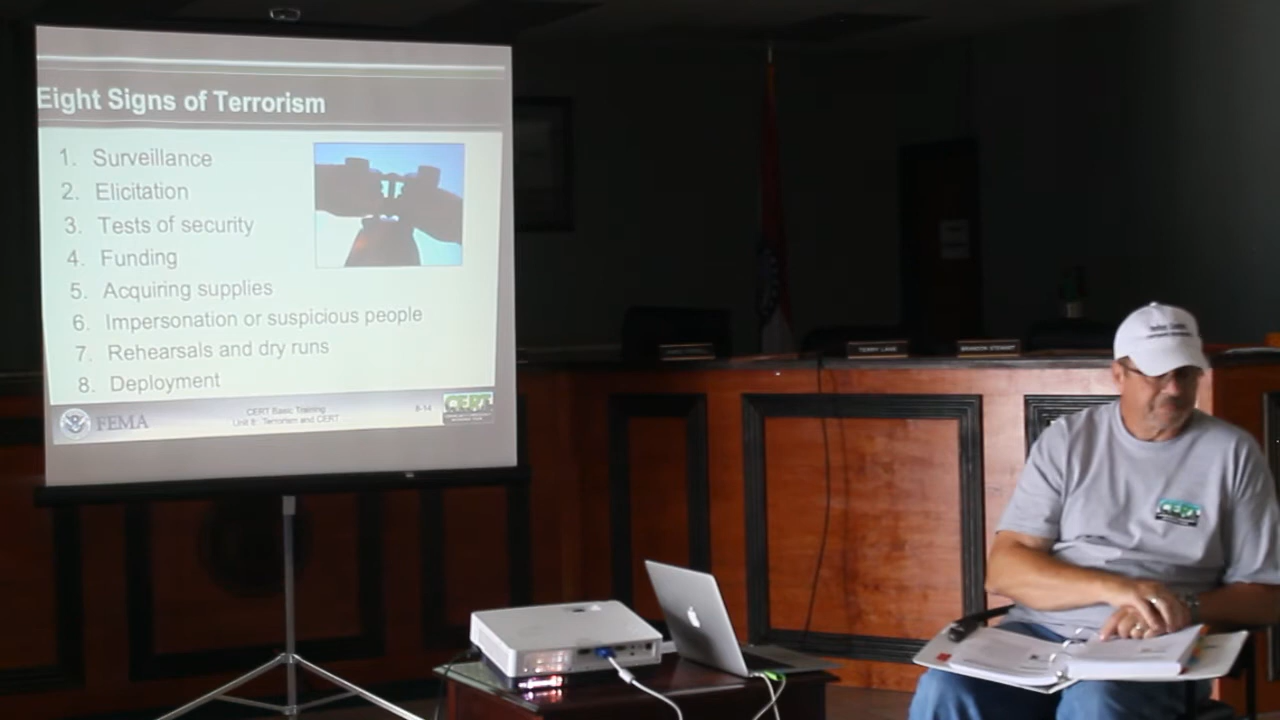 Eight Signs of Terrorism
1. Surveillance
2. Elicitation
3. Tests of security
4. Funding
5. Acquiring supplies
6. Impersonation or suspicious people
7. Rehearsals and dry runs
8. Deployment
FEMA
CERT Basic Training
Unit 8: Terrorism and CERT
8-14
CERT
TERRY LANE
BRANDON STEWART
CERT